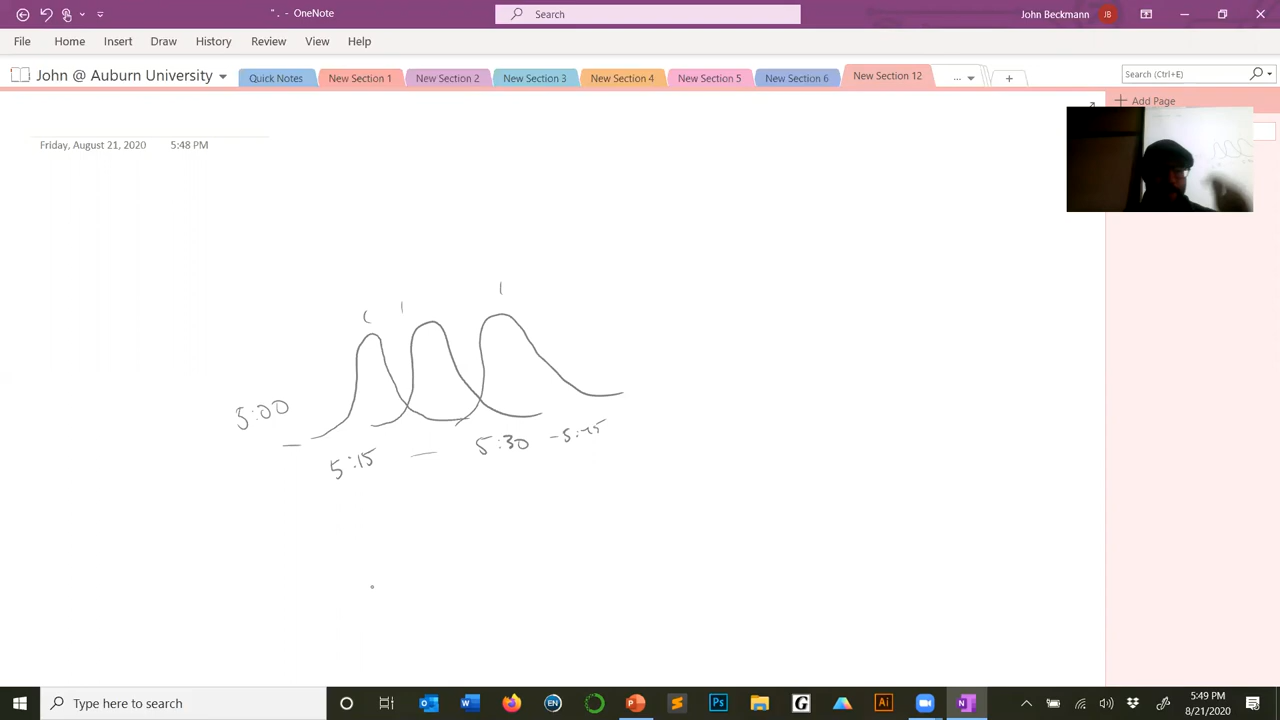 ". - OneNote
Search
John Beckmann
JB
File Home Insert Draw History Review View Help
John @ Auburn University
Quick Notes
New Section 1
New Section 2
New Section 3
New Section 4
New Section 5
New Section 6
New Section 12
...
Search (Ctrl+E)
Add Page
Friday, August 21, 2020 5:48 PM
5:00
5:15
5:30
-5:45
Type here to search
5:49 PM
8/21/2020